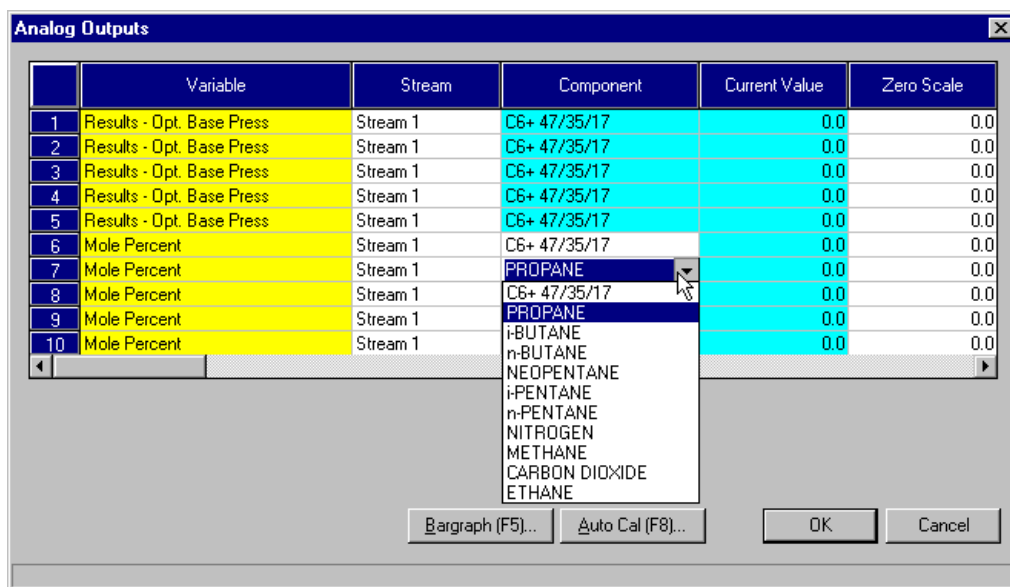 Analog Outputs
Variable Stream Component Current Value Zero Scale
1 Results - Opt. Base Press Stream 1 C6+ 47/35/17 0.0 0.0
2 Results - Opt. Base Press Stream 1 C6+ 47/35/17 0.0 0.0
3 Results - Opt. Base Press Stream 1 C6+ 47/35/17 0.0 0.0
4 Results - Opt. Base Press Stream 1 C6+ 47/35/17 0.0 0.0
5 Results - Opt. Base Press Stream 1 C6+ 47/35/17 0.0 0.0
6 Mole Percent Stream 1 C6+ 47/35/17 0.0 0.0
7 Mole Percent Stream 1 PROPANE 0.0 0.0
8 Mole Percent Stream 1 C6+ 47/35/17 0.0 0.0
9 Mole Percent Stream 1 PROPANE 0.0 0.0
10 Mole Percent Stream 1 i-BUTANE 0.0 0.0
n-BUTANE
NEOPENTANE
i-PENTANE
n-PENTANE
NITROGEN
METHANE
CARBON DIOXIDE
ETHANE
Bargraph (F5)... Auto Cal (F8)... OK Cancel